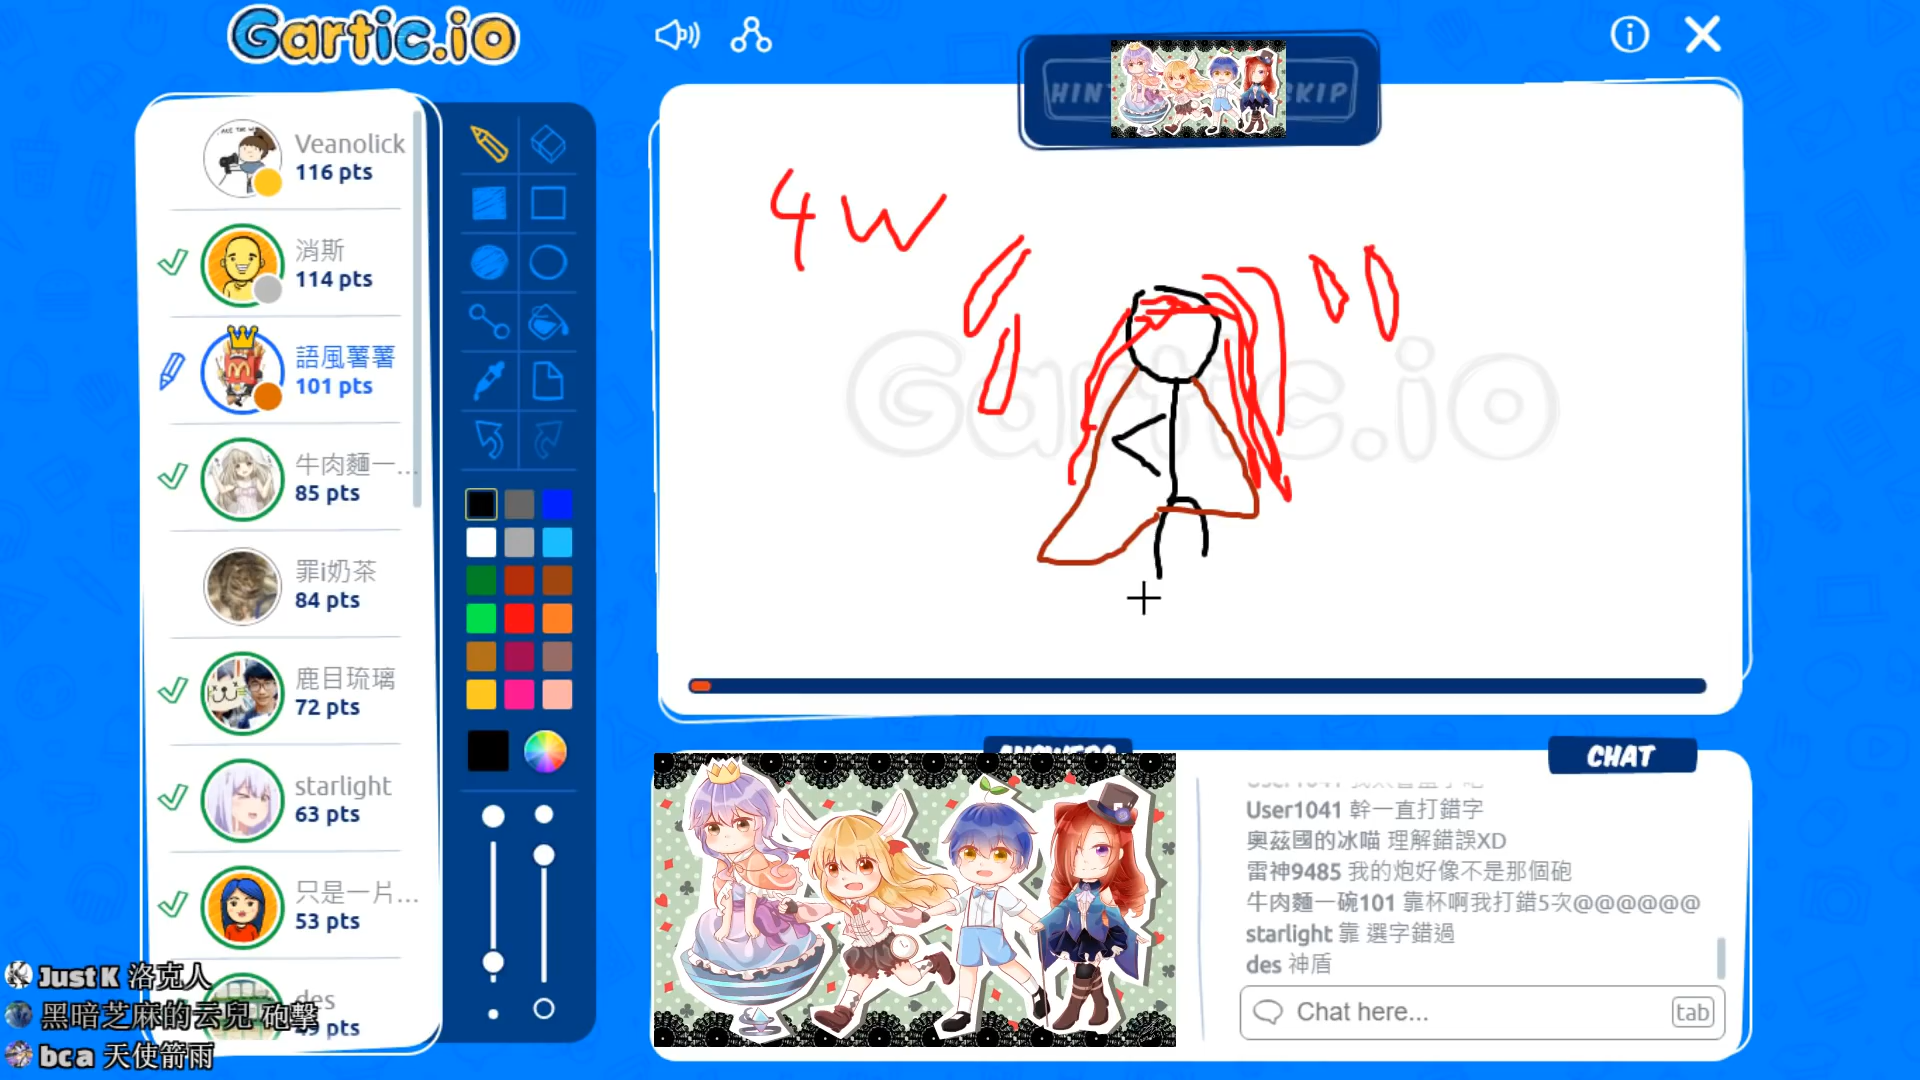 Gartic.io
HINT
SKIP
Veanolick
116 pts
消斯
114 pts
語風薯薯
101 pts
牛肉麵一...
85 pts
罪i奶茶
84 pts
鹿目琉璃
72 pts
starlight
63 pts
只是一片...
53 pts
des
pts
4W
Gartic.io
ANSWERS
CHAT
User1041 幹一直打錯字
奧茲國的冰喵 理解錯誤XD
雷神9485 我的炮好像不是那個砲
牛肉麵一碗101 靠杯啊我打錯5次@@@@@@
starlight 靠 選字錯過
des 神盾
Chat here...
tab
Just K 洛克人
黑暗芝麻的云兒 砲擊
bca 天使箭雨